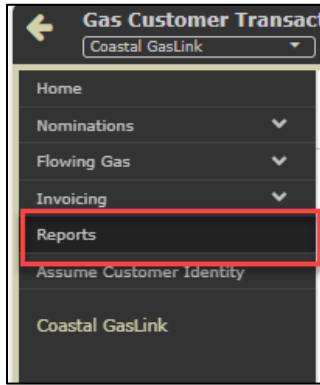 Gas Customer Transact
Coastal GasLink
Home
Nominations
Flowing Gas
Invoicing
Reports
Assume Customer Identity
Coastal GasLink